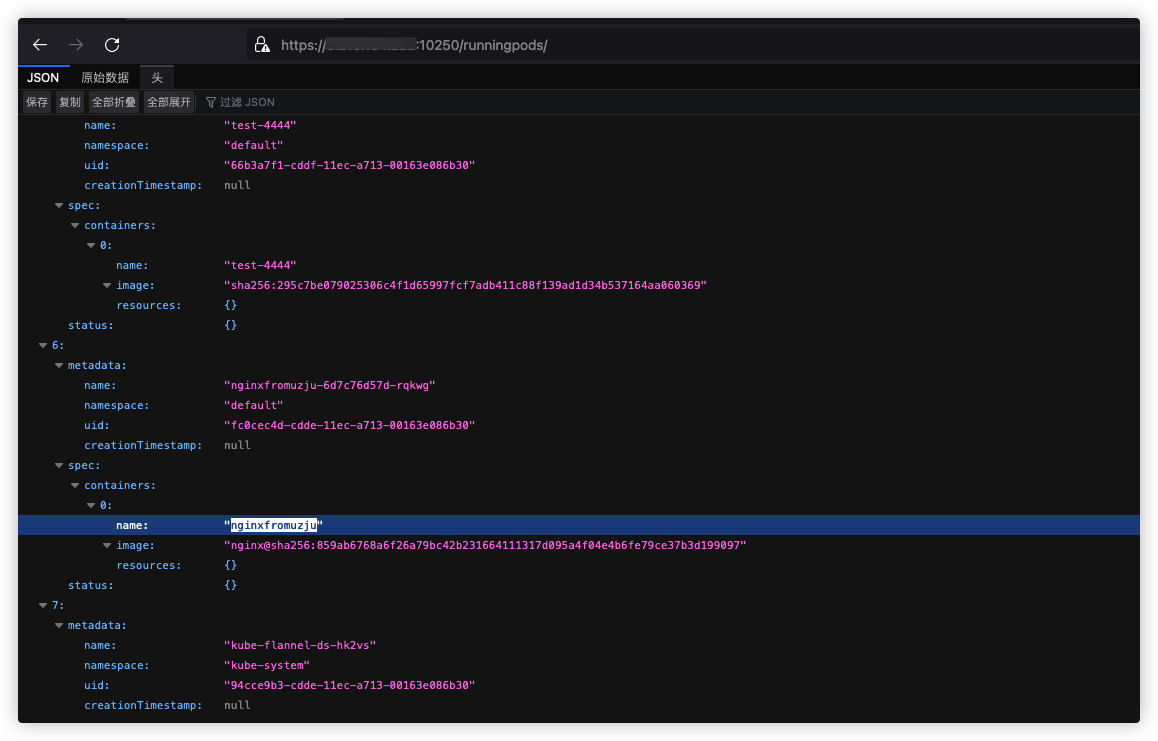 https://:10250/runningpods/
JSON 原始数据 头
保存 复制 全部折叠 全部展开 过滤 JSON
name: "test-4444"
namespace: "default"
uid: "66b3a7f1-cddf-11ec-a713-00163e086b30"
creationTimestamp: null
spec:
containers:
0:
name: "test-4444"
image: "sha256:295c7be079025306c4f1d65997fcf7adb411c88f139ad1d34b537164aa060369"
resources: {}
status: {}
6:
metadata:
name: "nginxfromuzju-6d7c76d57d-rqkwg"
namespace: "default"
uid: "fc0cec4d-cdde-11ec-a713-00163e086b30"
creationTimestamp: null
spec:
containers:
0:
name: "nginxfromuzju"
image: "nginx@sha256:859ab6768a6f26a79bc42b231664111317d095a4f04e4b6fe79ce37b3d199097"
resources: {}
status: {}
7:
metadata:
name: "kube-flannel-ds-hk2vs"
namespace: "kube-system"
uid: "94cce9b3-cdde-11ec-a713-00163e086b30"
creationTimestamp: null